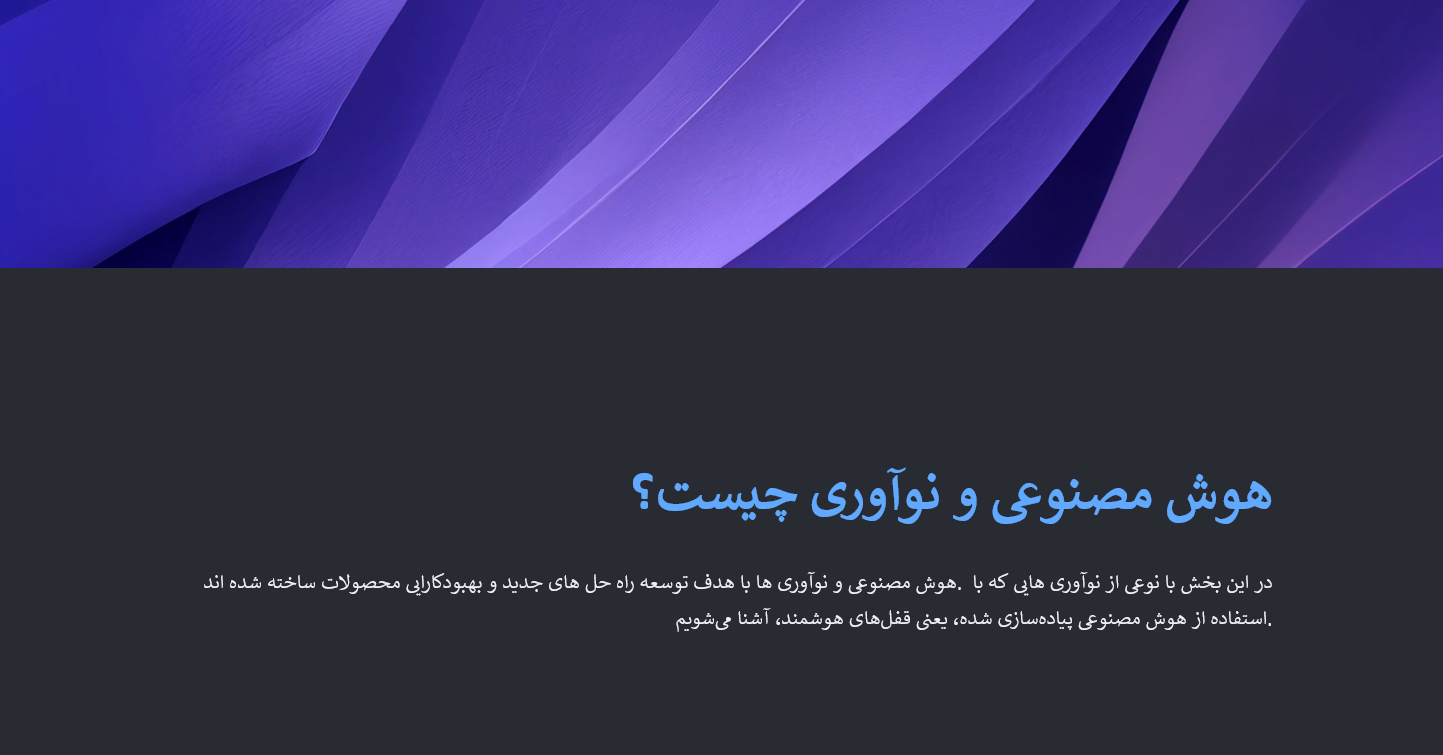 هوش مصنوعی و نوآوری چیست؟
در این بخش با نوعی از نوآوری هایی که با .هوش مصنوعی و نوآوری ها با هدف توسعه راه حل های جدید و بهبودکارایی محصولات ساخته شده اند
.استفاده از هوش مصنوعی پیاده‌سازی شده، یعنی قفل‌های هوشمند، آشنا می‌شویم